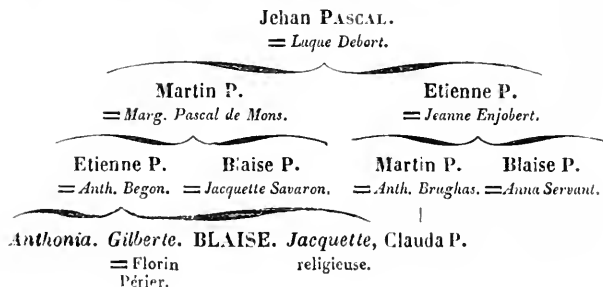 Jehan PASCAL.
= Luque Debort.
Martin P. Etienne P.
= Marg. Pascal de Mons. = Jeanne Enjobert.
Etienne P. Blaise P. Martin P. Blaise P.
= Anth. Begon. = Jacquette Savaron. = Anth. Brughas. = Anna Servant.
Anthonia. Gilberte. BLAISE. Jacquette, Clauda P.
= Florin religieuse.
Périer.